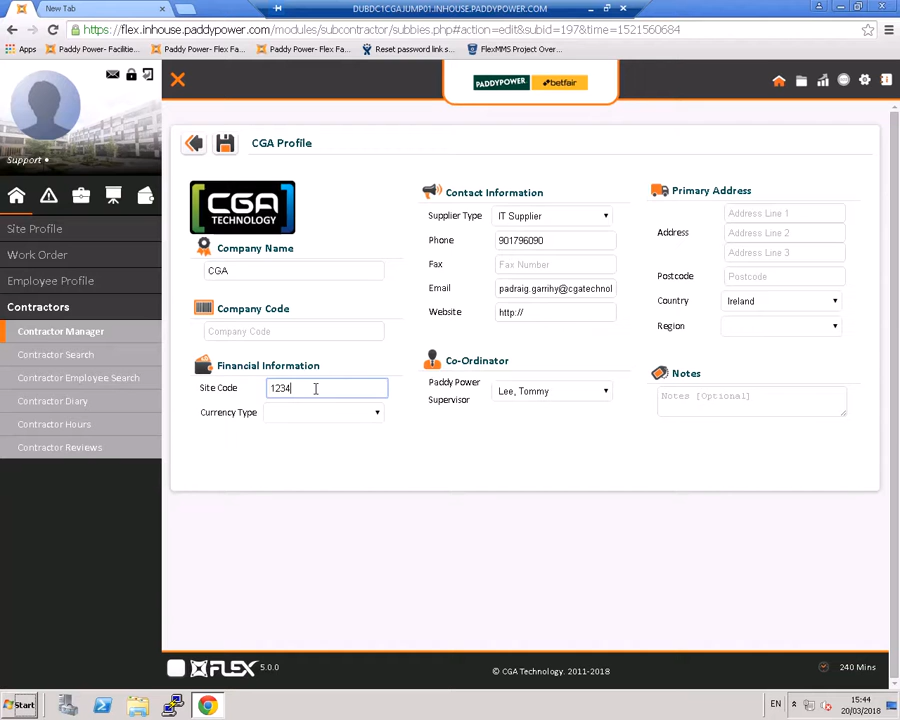 New Tab
DUBDC1CGAJUMP01.INHOUSE.PADDYPOWER.COM
https://flex.inhouse.paddypower.com/modules/subcontractor/subbies.php#action=edit&subid=197&time=1521560684
Apps Paddy Power- Faciliti... Paddy Power- Flex Fa... Paddy Power- Flex Fa... Reset password link s... FlexMMS Project Over...
PADDYPOWER. betfair
Support
CGA Profile
Site Profile
Work Order
Employee Profile
Contractors
Contractor Manager
Contractor Search
Contractor Employee Search
Contractor Diary
Contractor Hours
Contractor Reviews
CGA
TECHNOLOGY
Company Name
CGA
Company Code
Company Code
Financial Information
Site Code 1234
Currency Type
Contact Information
Supplier Type IT Supplier
Phone 901796090
Fax Fax Number
Email padraig.garrihy@cgatechnol
Website http://
Co-Ordinator
Paddy Power
Supervisor
Lee, Tommy
Primary Address
Address
Address Line 1
Address Line 2
Address Line 3
Postcode Postcode
Country Ireland
Region
Notes
Notes [Optional]
FLEX 5.0.0
© CGA Technology. 2011-2018
240 Mins
Start
EN
15:44
20/03/2018